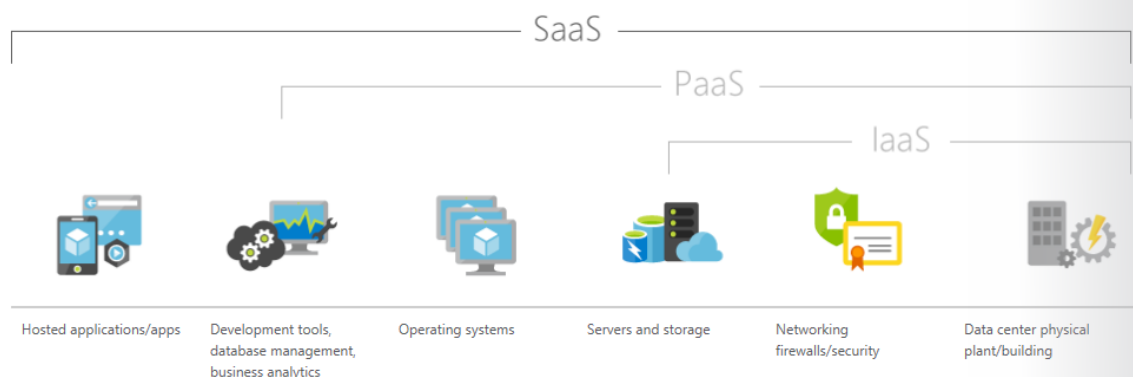 SaaS
PaaS
IaaS
Hosted applications/apps
Development tools,
database management,
business analytics
Operating systems
Servers and storage
Networking
firewalls/security
Data center physical
plant/building